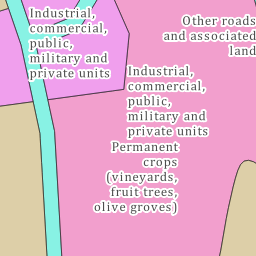 Industrial,
commercial,
public,
military and
private units
Other roads
and associated
land
Industrial,
commercial,
public,
military and
private units
Permanent
crops
(vineyards,
fruit trees,
olive groves)